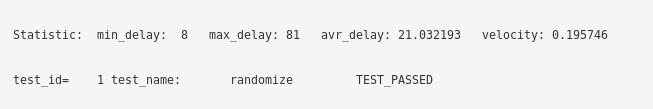 Statistic:  min_delay:  8   max_delay: 81   avr_delay: 21.032193   velocity: 0.195746
test_id=    1 test_name:       randomize         TEST_PASSED